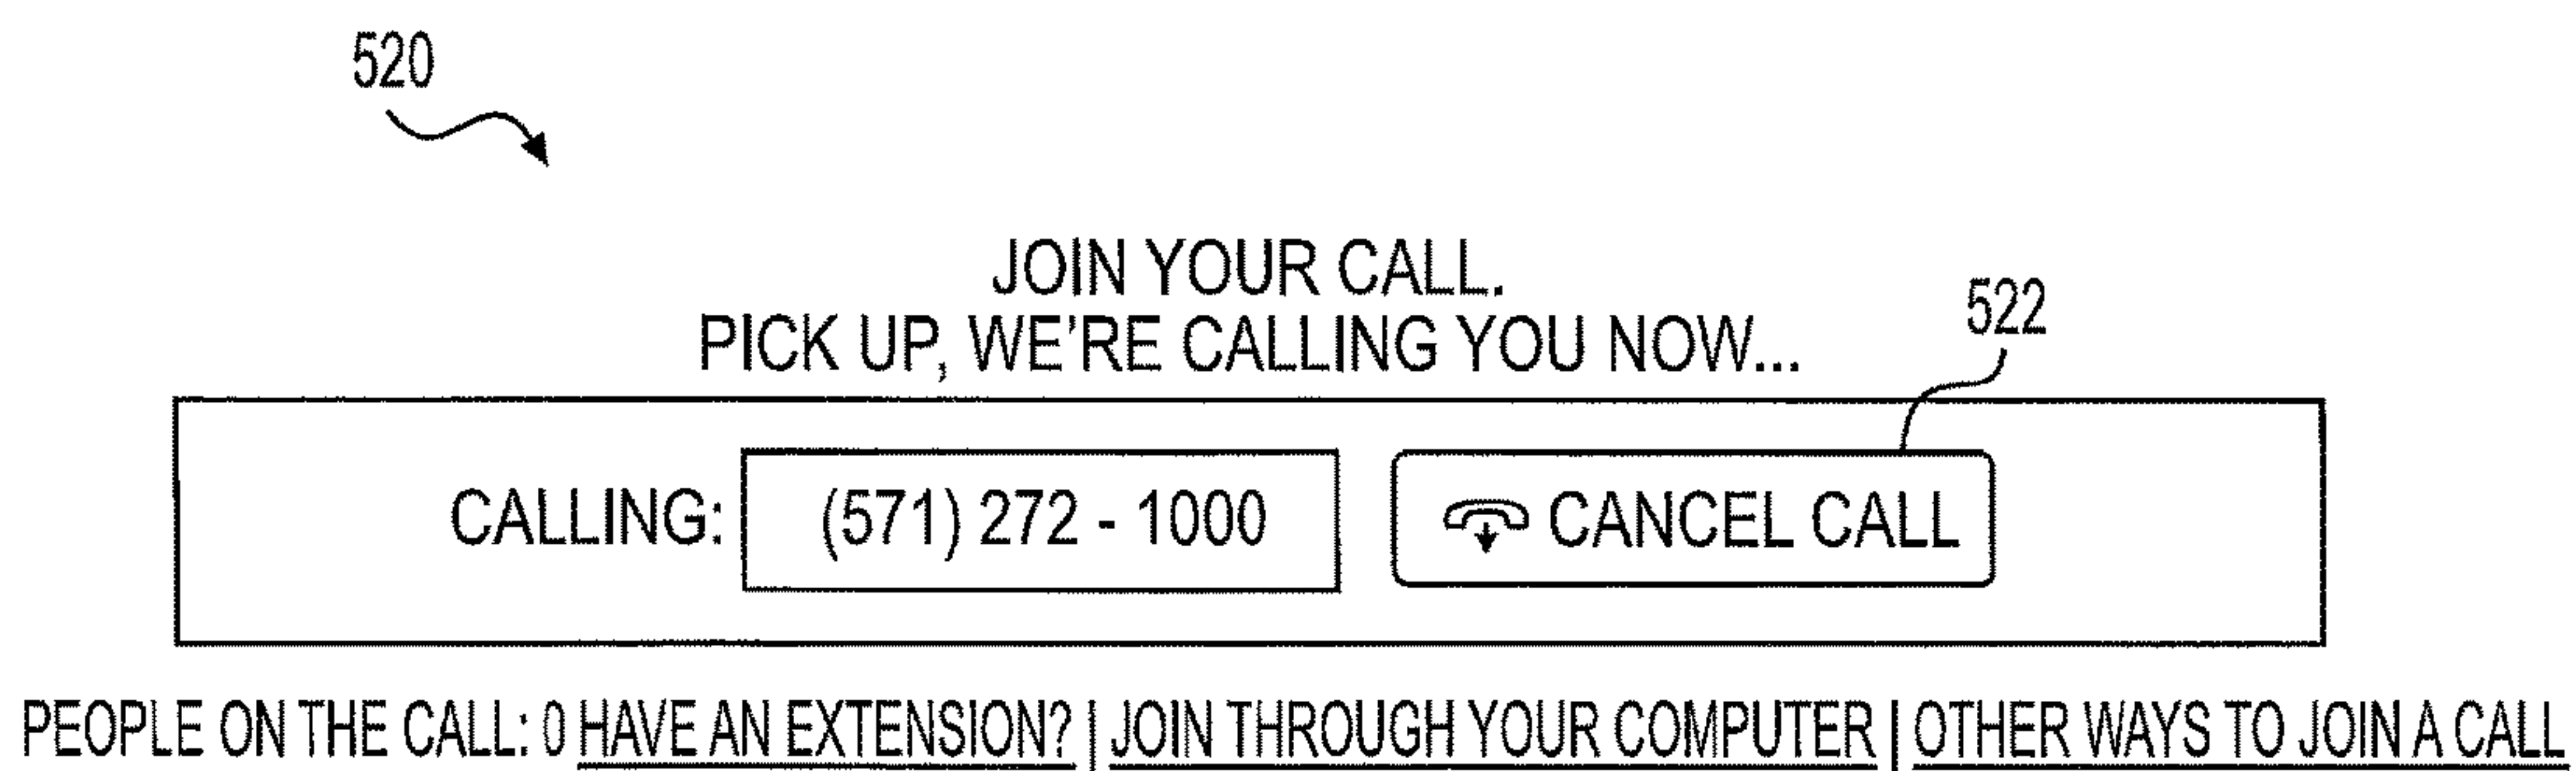 520
JOIN YOUR CALL.
PICK UP, WE'RE CALLING YOU NOW...
522
CALLING: (571) 272 - 1000 CANCEL CALL
PEOPLE ON THE CALL: 0 HAVE AN EXTENSION? | JOIN THROUGH YOUR COMPUTER | OTHER WAYS TO JOIN A CALL